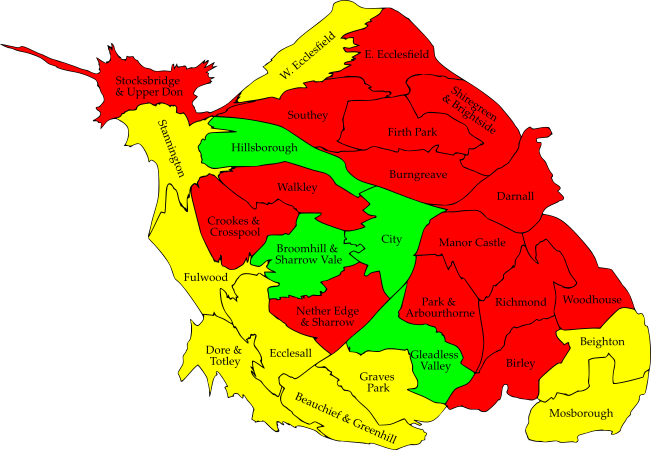 W. Ecclesfield
E. Ecclesfield
Stocksbridge
& Upper Don
Shiregreen
& Brightside
Southey
Firth Park
Stannington
Hillsborough
Burngreave
Walkley
Darnall
Crookes &
Crosspool
City
Manor Castle
Broomhill &
Sharrow Vale
Fulwood
Nether Edge
& Sharrow
Park &
Arbourthorne
Richmond
Woodhouse
Dore &
Totley
Ecclesall
Gleadless
Valley
Birley
Beighton
Graves
Park
Beauchief & Greenhill
Mosborough